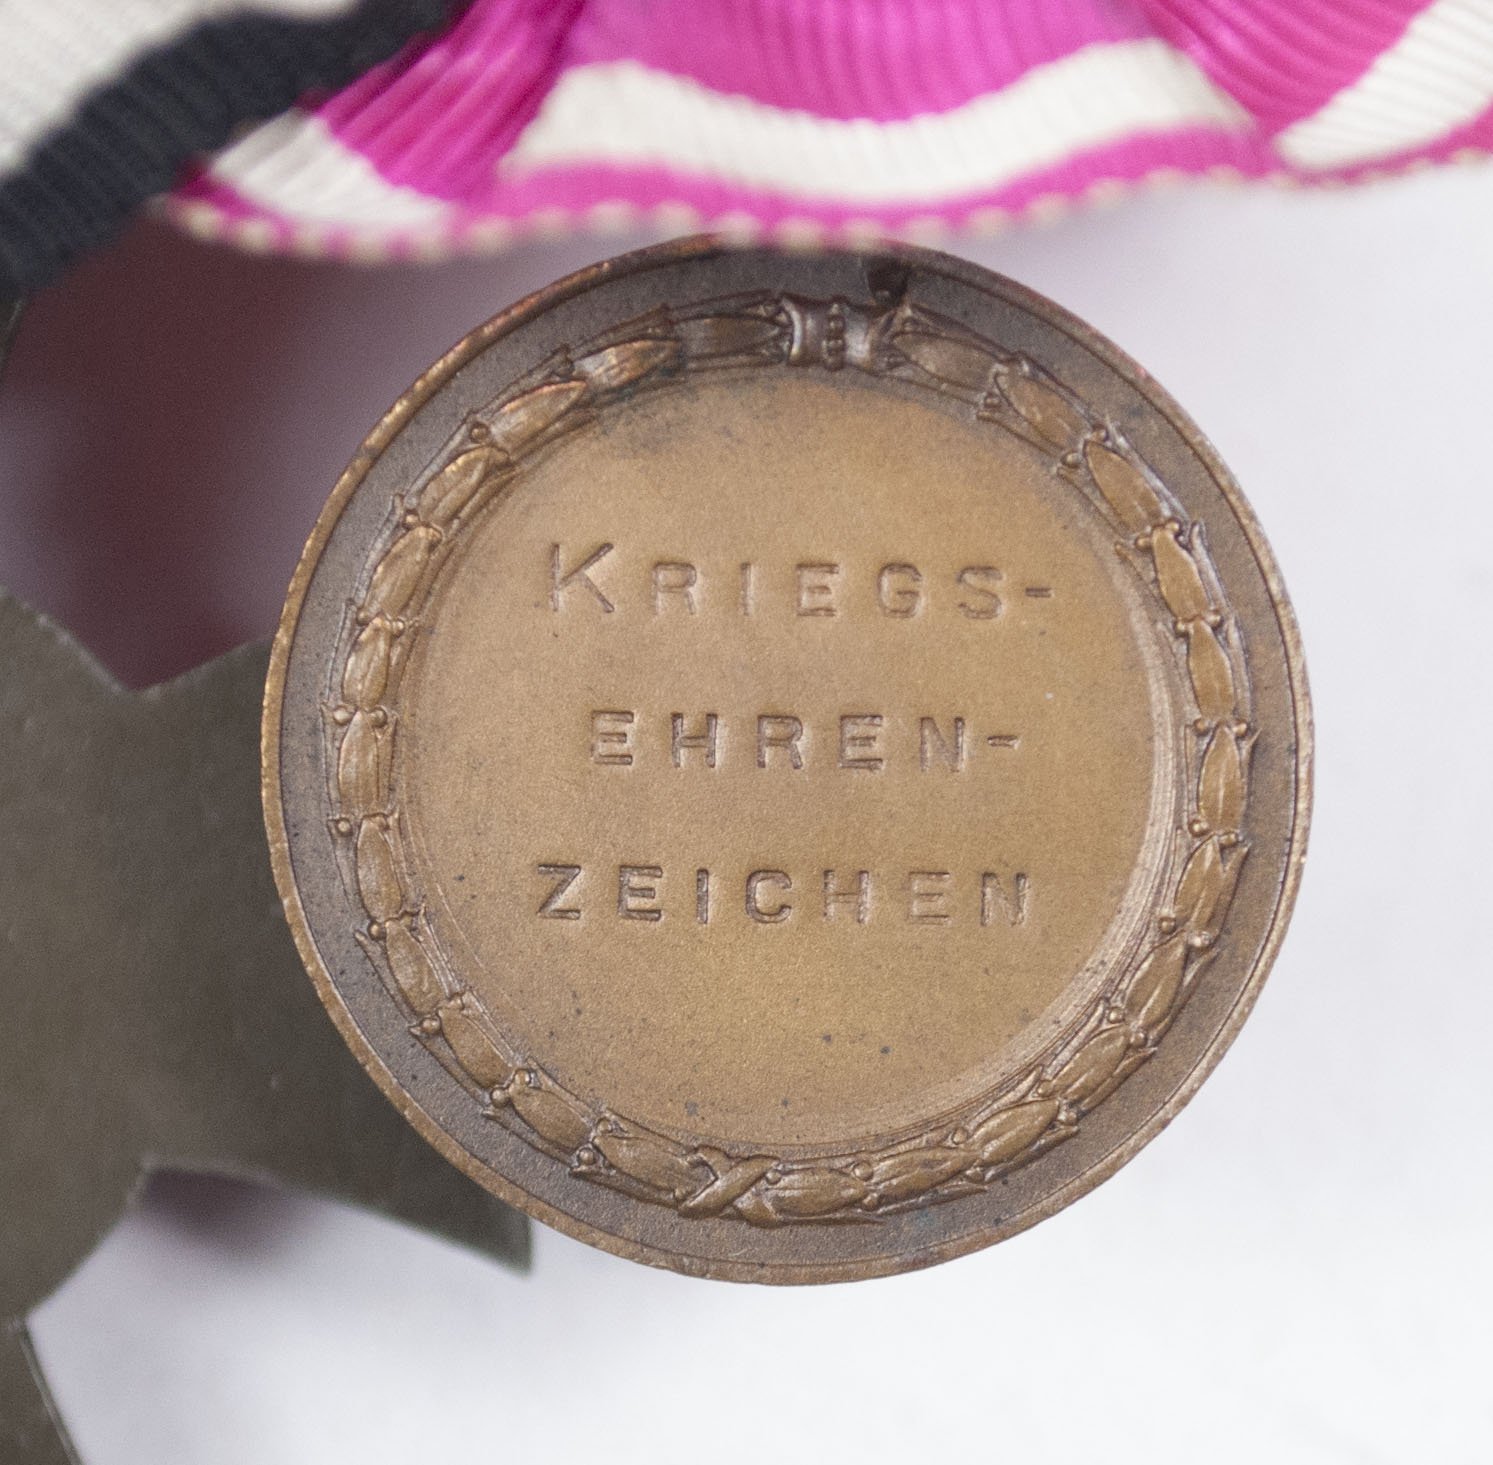 KRIEGS-
EHREN-
ZEICHEN